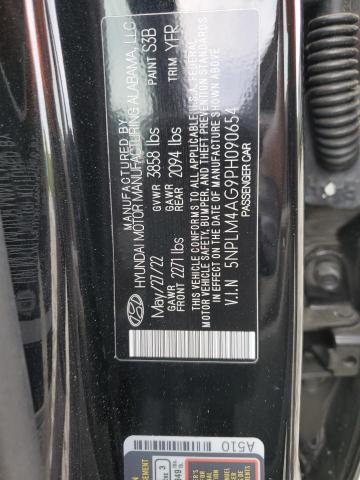 MANUFACTURED BY
HYUNDAI MOTOR MANUFACTURING ALABAMA, LLC
May/27/22 GVWR 3858 lbs PAINT S3B
GAWR FRONT 2271 lbs GAWR REAR 2094 lbs TRIM YFR
THIS VEHICLE CONFORMS TO ALL APPLICABLE U.S.A FEDERAL
MOTOR VEHICLE SAFETY, BUMPER, AND THEFT PREVENTION
STANDARDS IN EFFECT ON THE DATE OF MANUFACTURE SHOWN ABOVE
V.I.N 5NPLM4AG9PH090654
PASSENGER CAR
A510